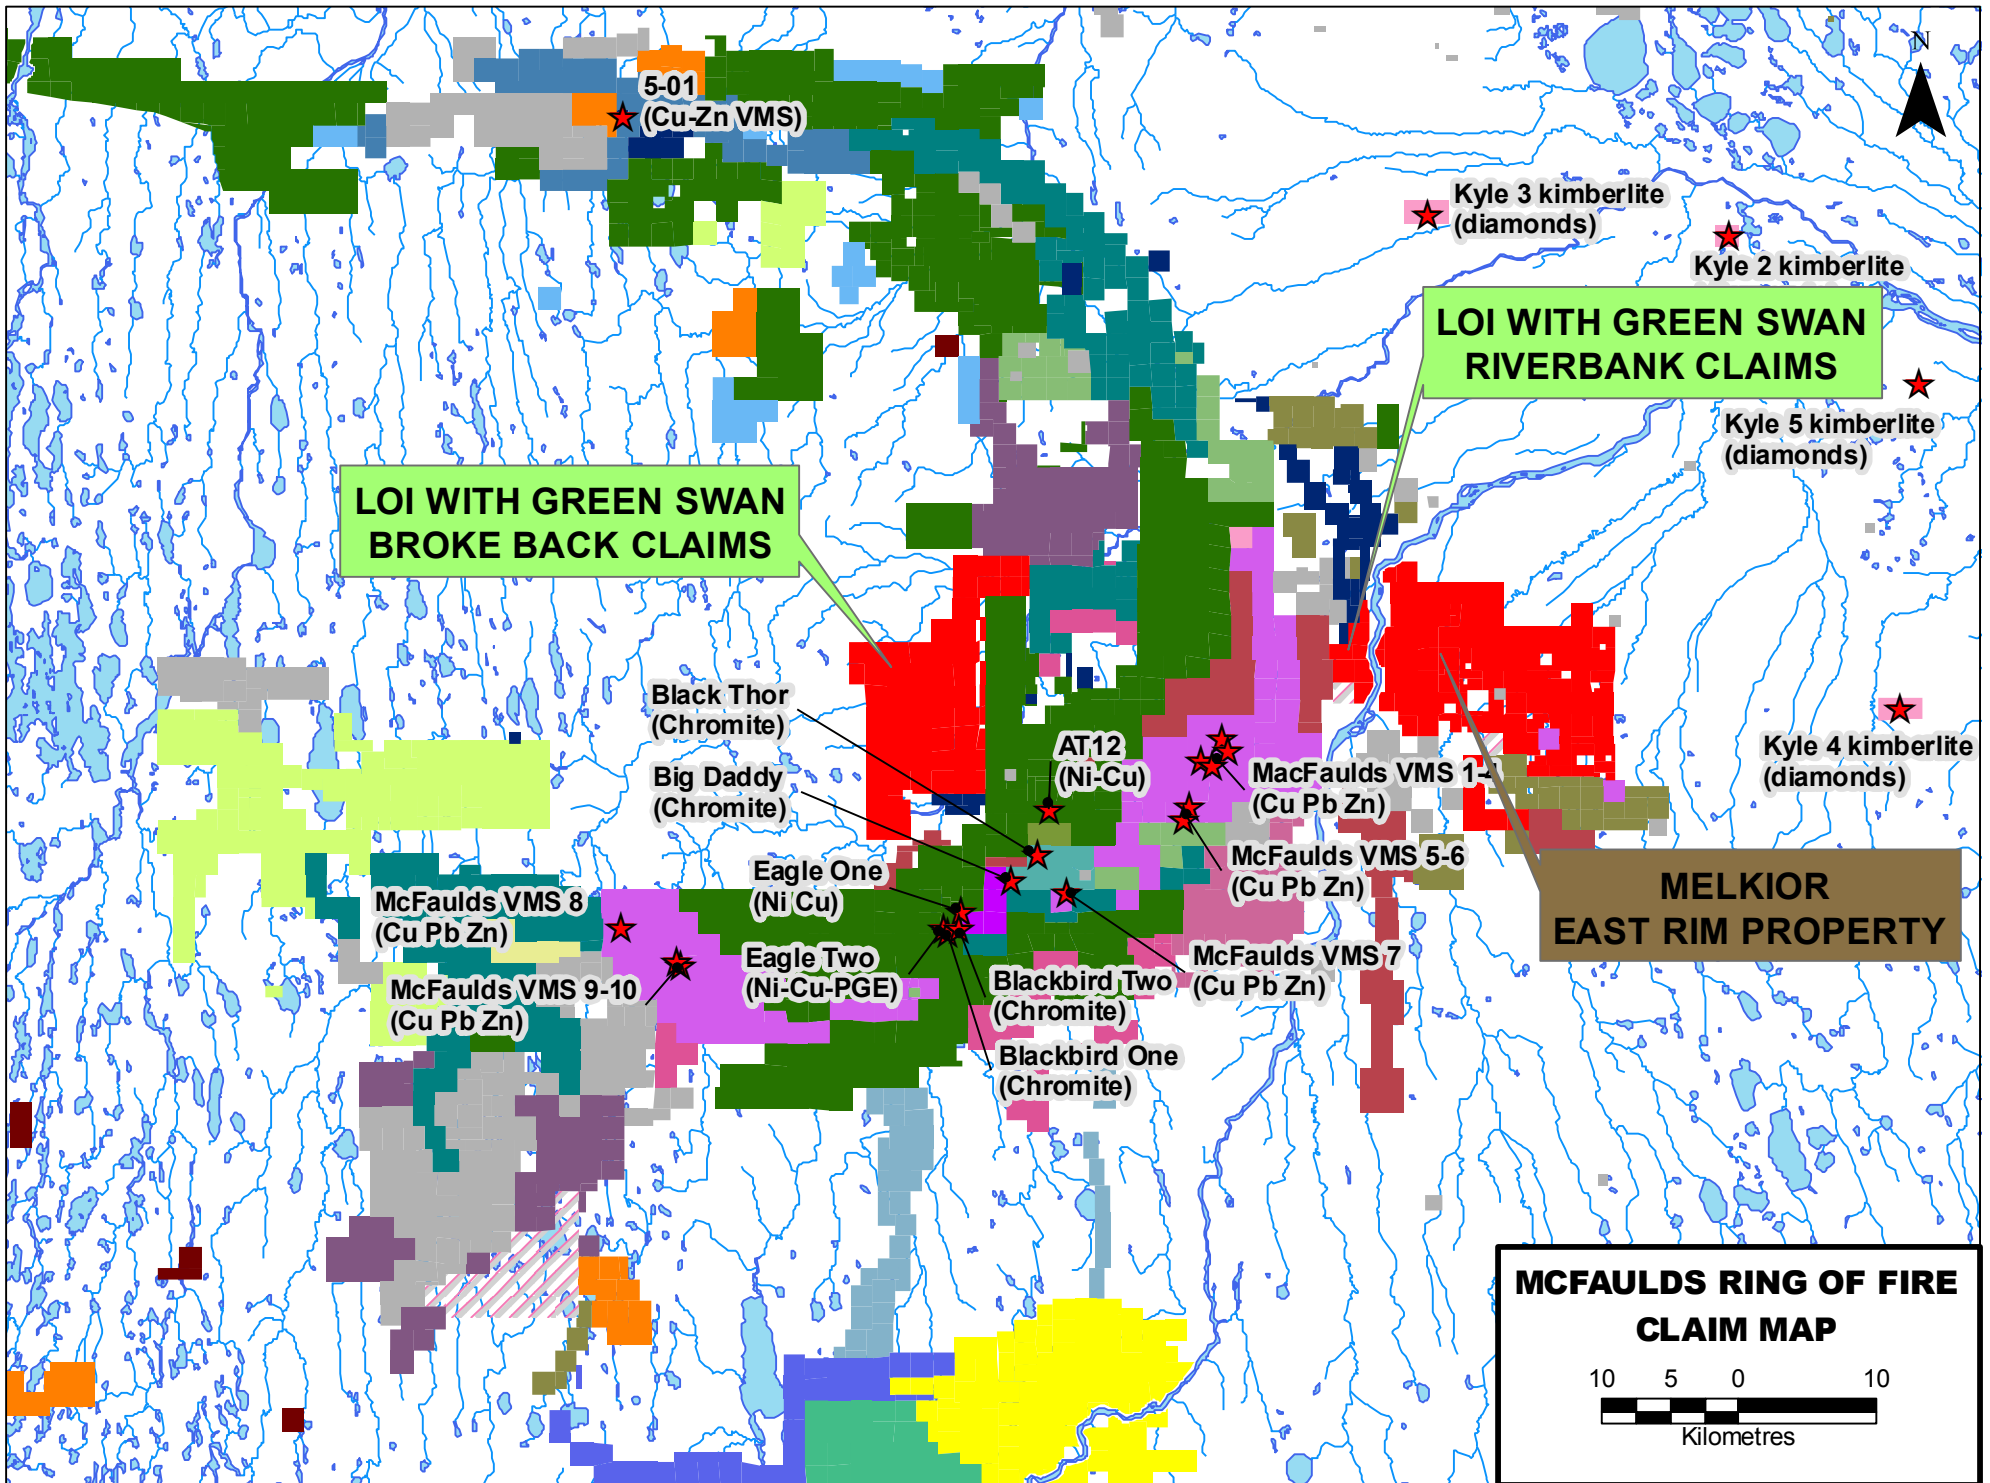 N
5-01
(Cu-Zn VMS)
Kyle 3 kimberlite
(diamonds)
Kyle 2 kimberlite
LOI WITH GREEN SWAN
RIVERBANK CLAIMS
Kyle 5 kimberlite
(diamonds)
LOI WITH GREEN SWAN
BROKE BACK CLAIMS
Black Thor
(Chromite)
AT12
(Ni-Cu)
Big Daddy
(Chromite)
MacFaulds VMS 1-
(Cu Pb Zn)
Kyle 4 kimberlite
(diamonds)
McFaulds VMS 5-6
(Cu Pb Zn)
Eagle One
(Ni Cu)
MELKIOR
EAST RIM PROPERTY
McFaulds VMS 8
(Cu Pb Zn)
Eagle Two
(Ni-Cu-PGE)
McFaulds VMS 7
(Cu Pb Zn)
McFaulds VMS 9-10
(Cu Pb Zn)
Blackbird Two
(Chromite)
Blackbird One
(Chromite)
MCFAULDS RING OF FIRE
CLAIM MAP
10 5 0 10
Kilometres